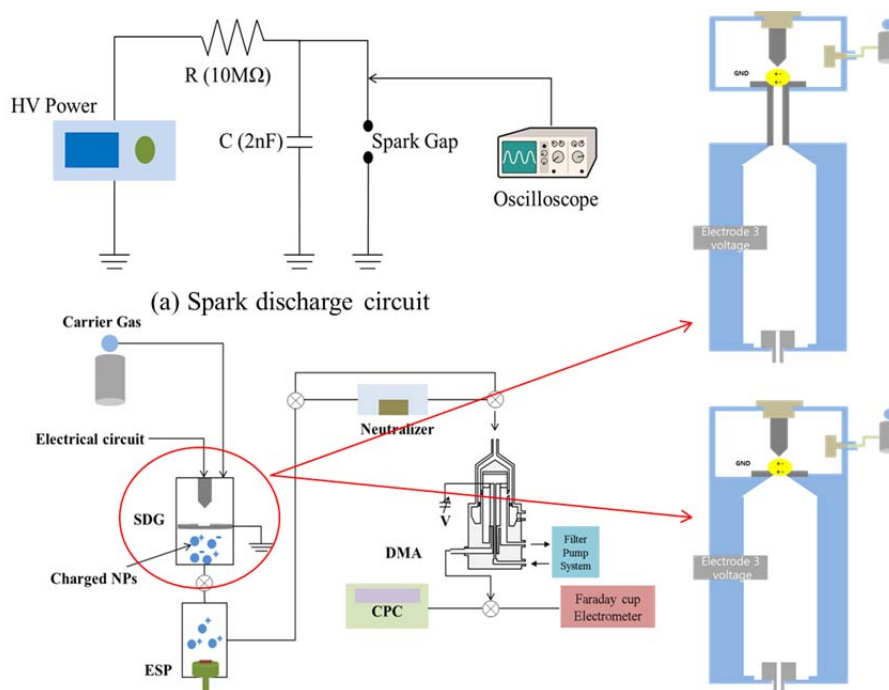 R (10MΩ)
HV Power
C (2nF)
Spark Gap
Oscilloscope
(a) Spark discharge circuit
Carrier Gas
Electrical circuit
Neutralizer
SDG
V
DMA
Filter
Pump
System
Charged NPs
CPC
Faraday cup
Electrometer
ESP
GND
Electrode 3
voltage
GND
Electrode 3
voltage